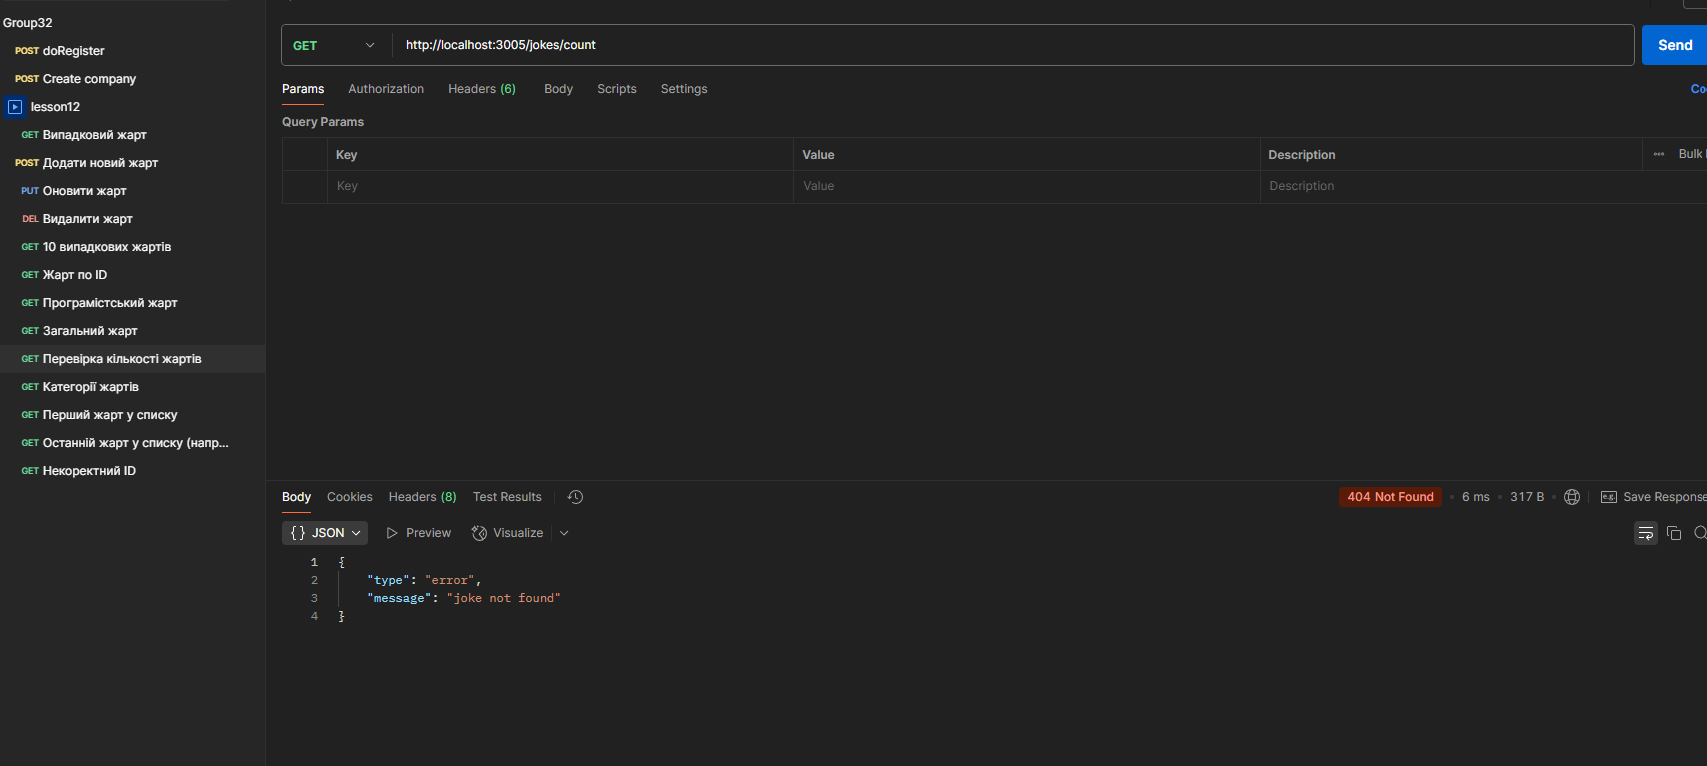 Group32
POST doRegister
POST Create company
lesson12
GET Випадковий жарт
POST Додати новий жарт
PUT Оновити жарт
DEL Видалити жарт
GET 10 випадкових жартів
GET Жарт по ID
GET Програмістський жарт
GET Загальний жарт
GET Перевірка кількості жартів
GET Категорії жартів
GET Перший жарт у списку
GET Останній жарт у списку (напр...
GET Некоректний ID
GET http://localhost:3005/jokes/count Send
Params Authorization Headers (6) Body Scripts Settings
Query Params
Key Value Description Bulk
Key Value Description
Body Cookies Headers (8) Test Results 404 Not Found 6 ms 317 B e.g. Save Response
{} JSON Preview Visualize
1 {
2 "type": "error",
3 "message": "joke not found"
4 }